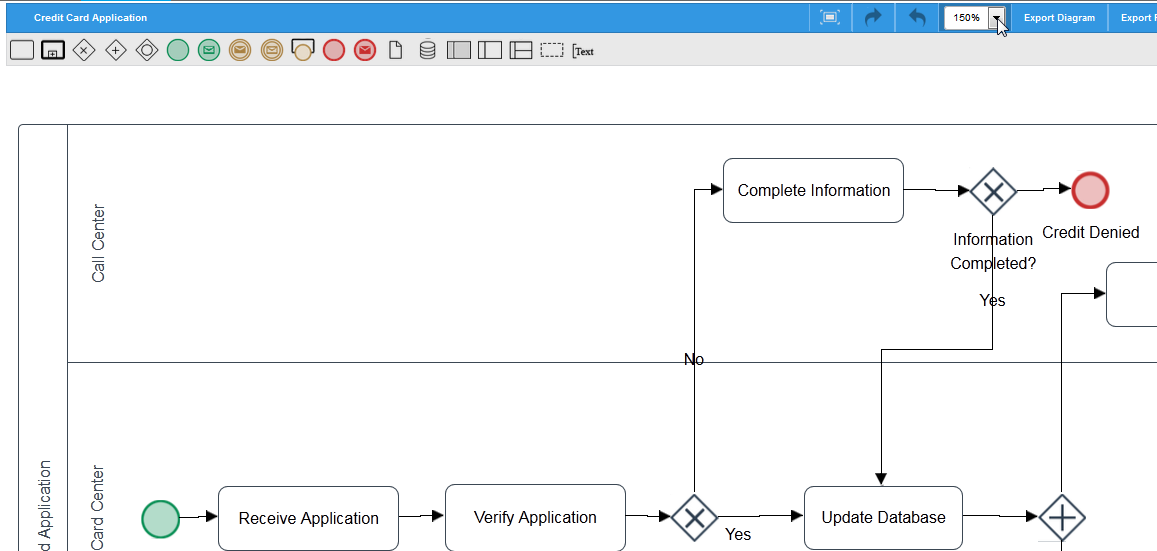 Credit Card Application
150%
Export Diagram
Export
Text
Call Center
Complete Information
Information
Completed?
Credit Denied
Yes
No
d Application
Card Center
Receive Application
Verify Application
Yes
Update Database